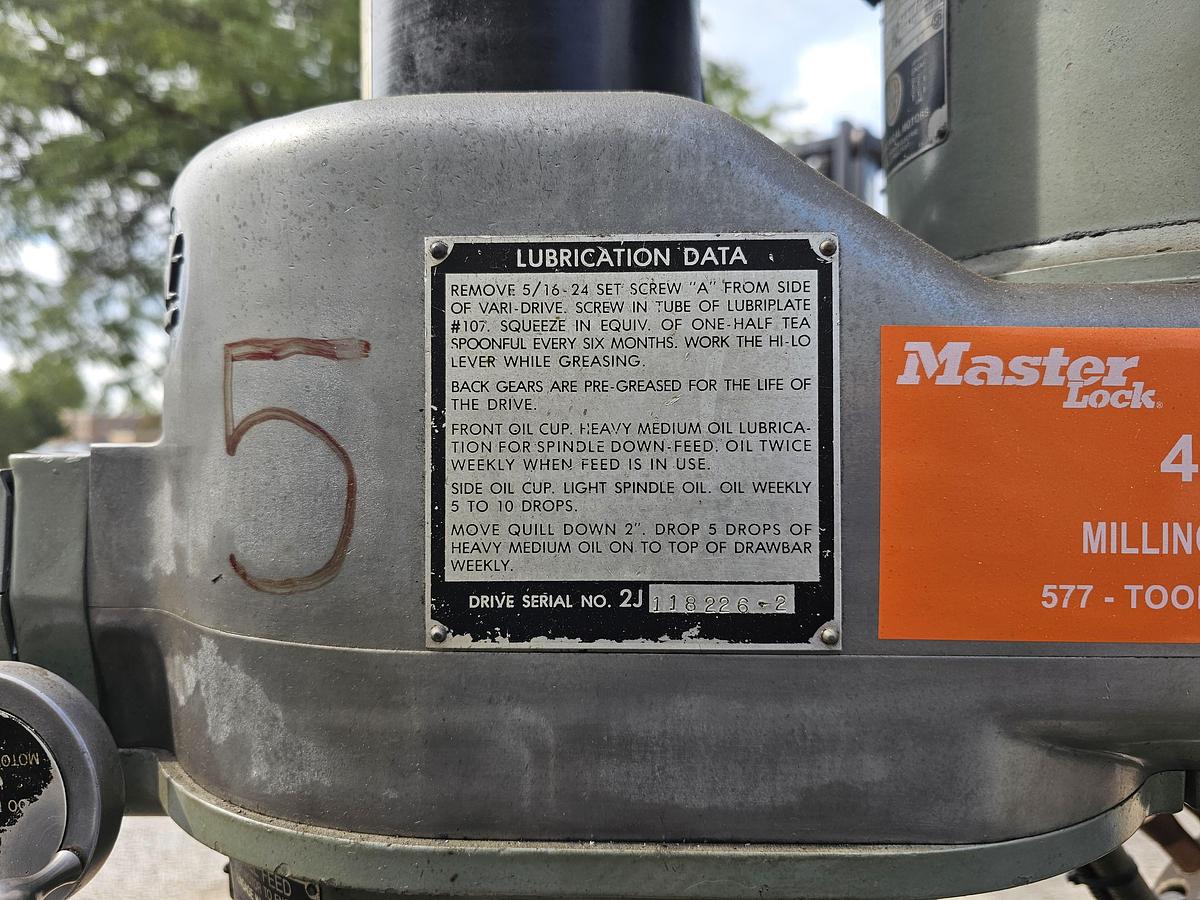 LUBRICATION DATA
REMOVE 5/16-24 SET SCREW "A" FROM SIDE
OF VARI-DRIVE. SCREW IN TUBE OF LUBRIPLATE
#107. SQUEEZE IN EQUIV. OF ONE-HALF TEA
SPOONFUL EVERY SIX MONTHS. WORK THE HI-LO
LEVER WHILE GREASING.
BACK GEARS ARE PRE-GREASED FOR THE LIFE OF
THE DRIVE.
FRONT OIL CUP. HEAVY MEDIUM OIL LUBRICA-
TION FOR SPINDLE DOWN-FEED. OIL TWICE
WEEKLY WHEN FEED IS IN USE.
SIDE OIL CUP. LIGHT SPINDLE OIL. OIL WEEKLY
5 TO 10 DROPS.
MOVE QUILL DOWN 2". DROP 5 DROPS OF
HEAVY MEDIUM OIL ON TO TOP OF DRAWBAR
WEEKLY.
DRIVE SERIAL NO. 2J 118226-2
5
Master
Lock®
4
MILLING
577 - TOO
MOTO
FEED